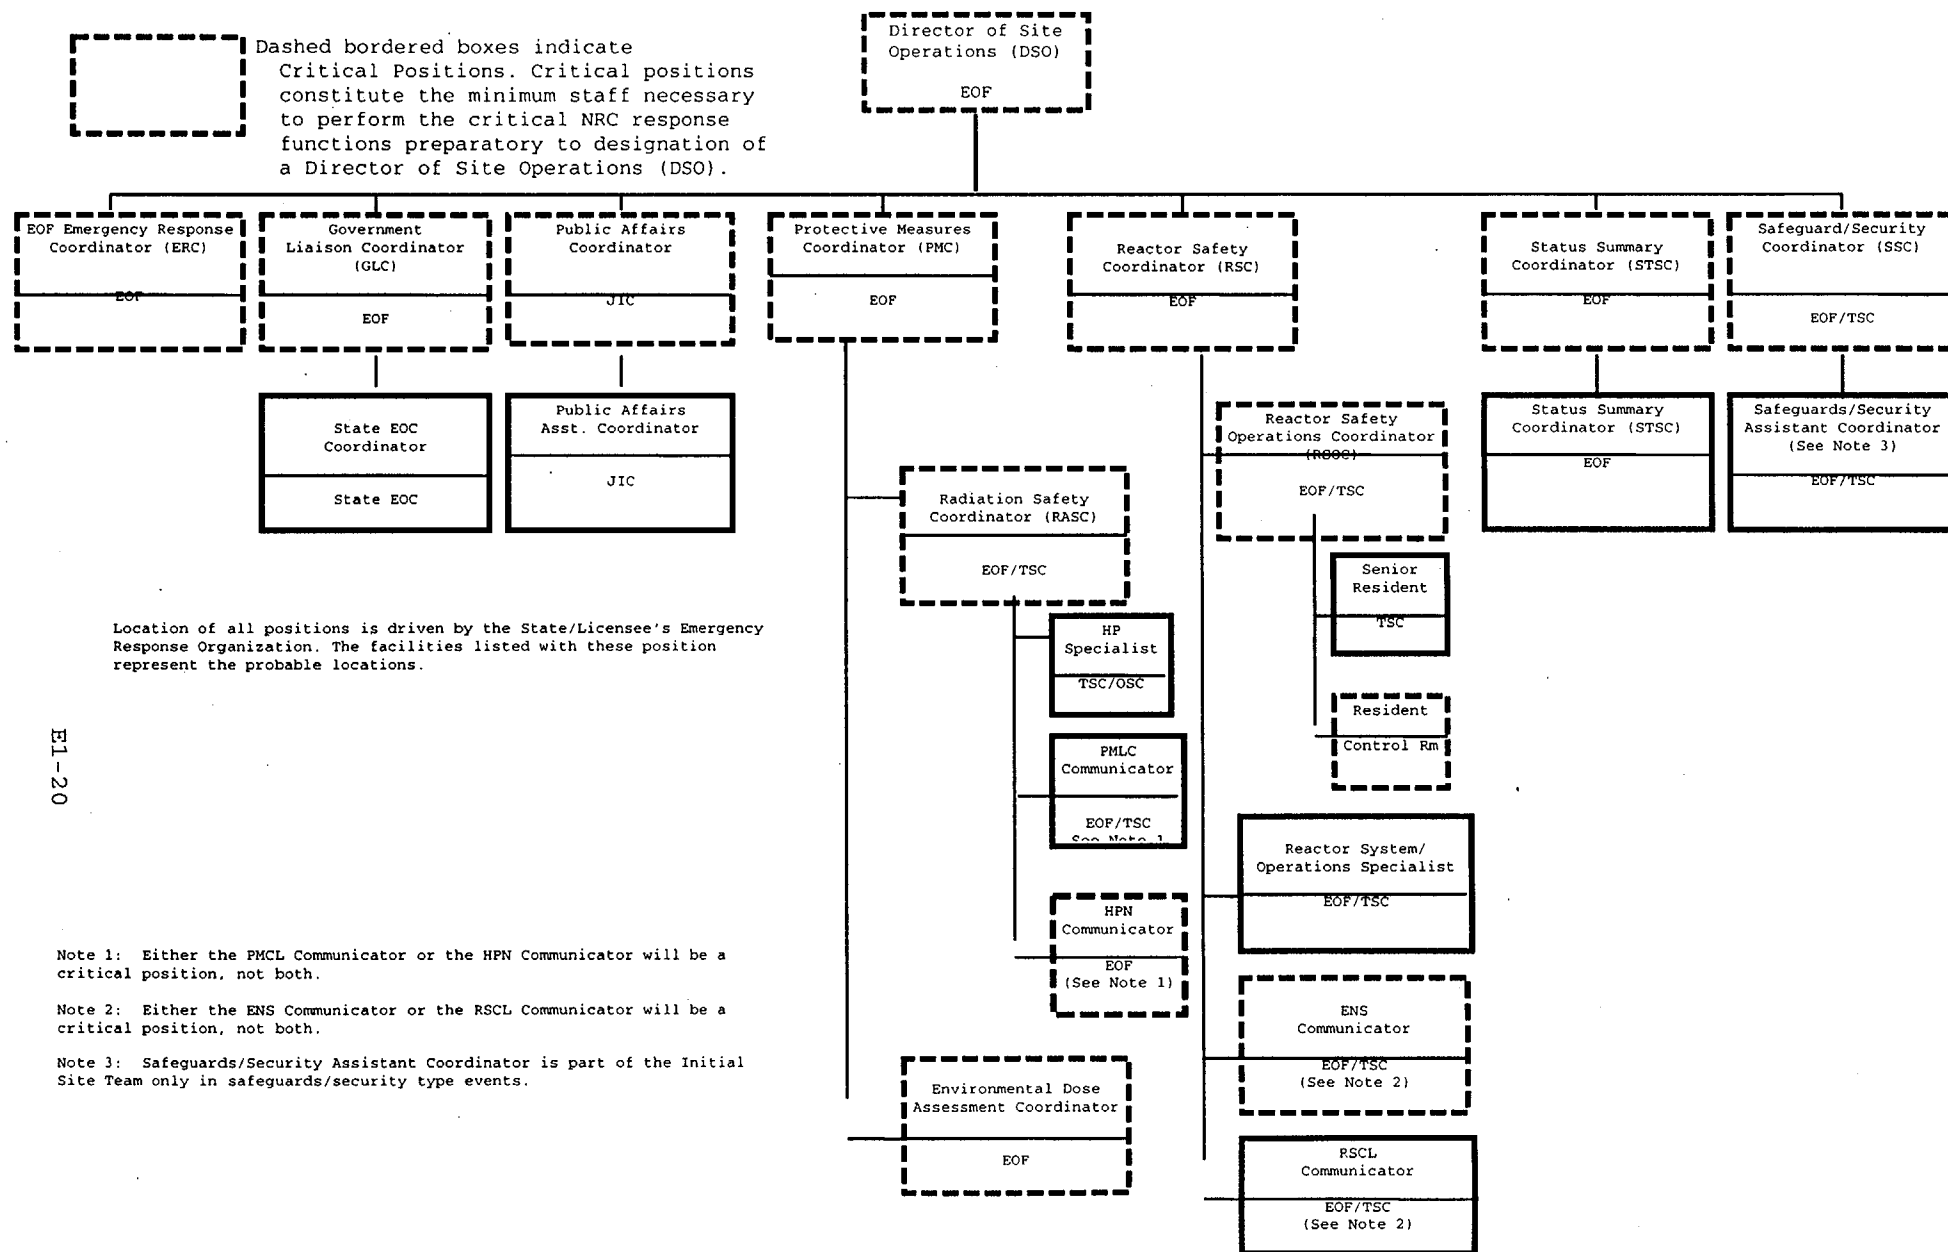 Director of Site
Operations (DSO)
EOF
Dashed bordered boxes indicate
Critical Positions. Critical positions
constitute the minimum staff necessary
to perform the critical NRC response
functions preparatory to designation of
a Director of Site Operations (DSO).
EOF Emergency Response
Coordinator (ERC)
EOF
Government
Liaison Coordinator
(GLC)
EOF
Public Affairs
Coordinator
JIC
Protective Measures
Coordinator (PMC)
EOF
Reactor Safety
Coordinator (RSC)
EOF
Status Summary
Coordinator (STSC)
EOF
Safeguard/Security
Coordinator (SSC)
EOF/TSC
State EOC
Coordinator
State EOC
Public Affairs
Asst. Coordinator
JIC
Radiation Safety
Coordinator (RASC)
EOF/TSC
Reactor Safety
Operations Coordinator
(RSOC)
EOF/TSC
Status Summary
Coordinator (STSC)
EOF
Safeguards/Security
Assistant Coordinator
(See Note 3)
EOF/TSC
Senior
Resident
TSC
Resident
Control Rm
HP
Specialist
TSC/OSC
PMLC
Communicator
EOF/TSC
See Note 1
HPN
Communicator
EOF
(See Note 1)
Reactor System/
Operations Specialist
EOF/TSC
ENS
Communicator
EOF/TSC
(See Note 2)
RSCL
Communicator
EOF/TSC
(See Note 2)
Environmental Dose
Assessment Coordinator
EOF
Location of all positions is driven by the State/Licensee's Emergency
Response Organization. The facilities listed with these position
represent the probable locations.
E1-20
Note 1: Either the PMCL Communicator or the HPN Communicator will be a
critical position, not both.
Note 2: Either the ENS Communicator or the RSCL Communicator will be a
critical position, not both.
Note 3: Safeguards/Security Assistant Coordinator is part of the Initial
Site Team only in safeguards/security type events.